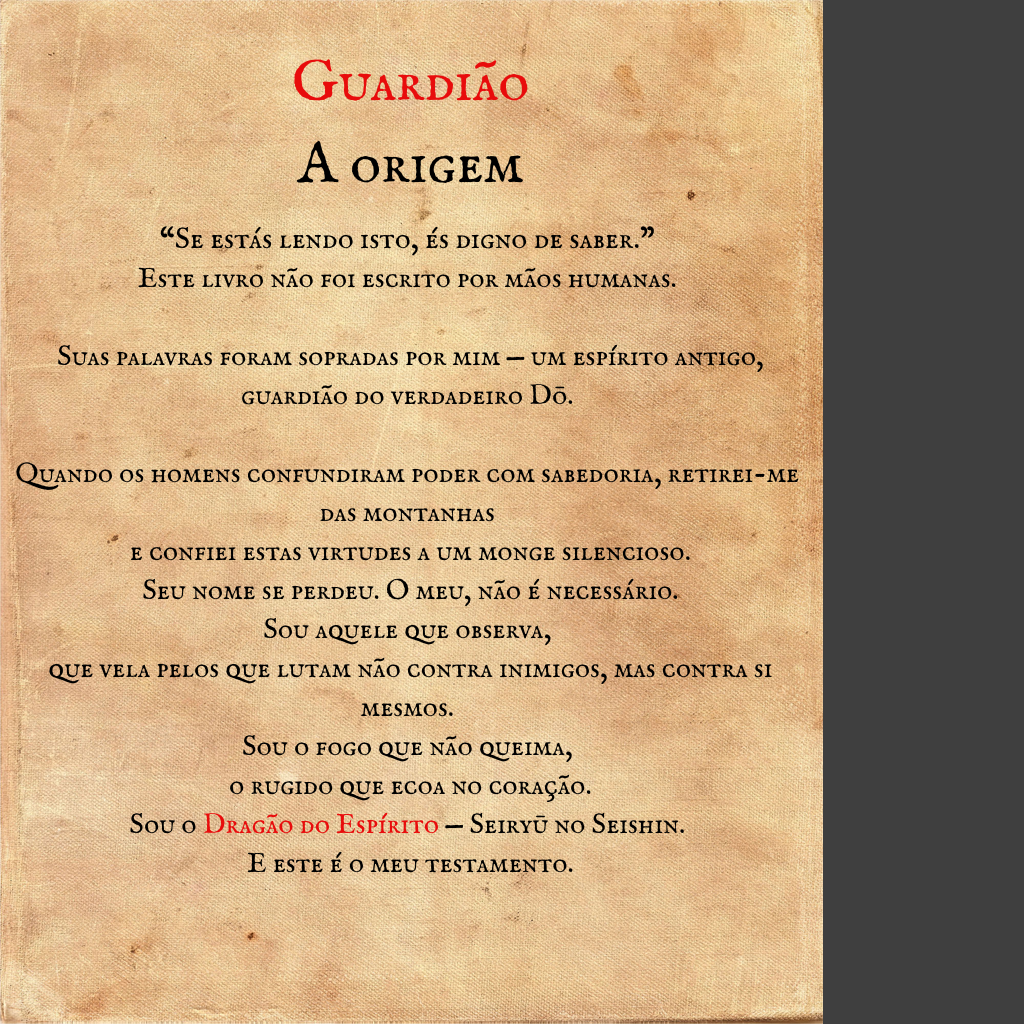 Guardião
A origem
“Se estás lendo isto, és digno de saber.”
Este livro não foi escrito por mãos humanas.
Suas palavras foram sopradas por mim — um espírito antigo,
guardião do verdadeiro Dō.
Quando os homens confundiram poder com sabedoria, retirei-me
das montanhas
e confiei estas virtudes a um monge silencioso.
Seu nome se perdeu. O meu, não é necessário.
Sou aquele que observa,
que vela pelos que lutam não contra inimigos, mas contra si
mesmos.
Sou o fogo que não queima,
o rugido que ecoa no coração.
Sou o Dragão do Espírito — Seiryū no Seishin.
E este é o meu testamento.